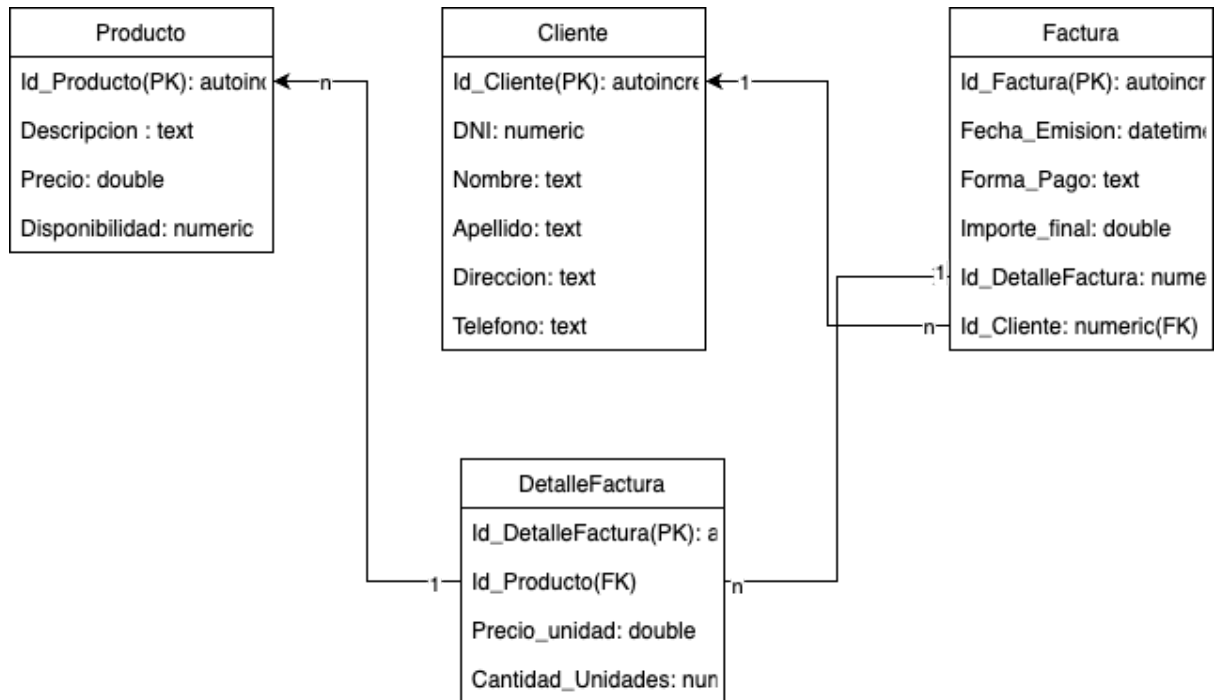 Producto
Id_Producto(PK): autoinc
Descripcion : text
Precio: double
Disponibilidad: numeric
n
Cliente
Id_Cliente(PK): autoincre
DNI: numeric
Nombre: text
Apellido: text
Direccion: text
Telefono: text
1
Factura
Id_Factura(PK): autoincr
Fecha_Emision: datetime
Forma_Pago: text
Importe_final: double
Id_DetalleFactura: nume
Id_Cliente: numeric(FK)
1
n
DetalleFactura
Id_DetalleFactura(PK): a
Id_Producto(FK)
Precio_unidad: double
Cantidad_Unidades: num
1
n